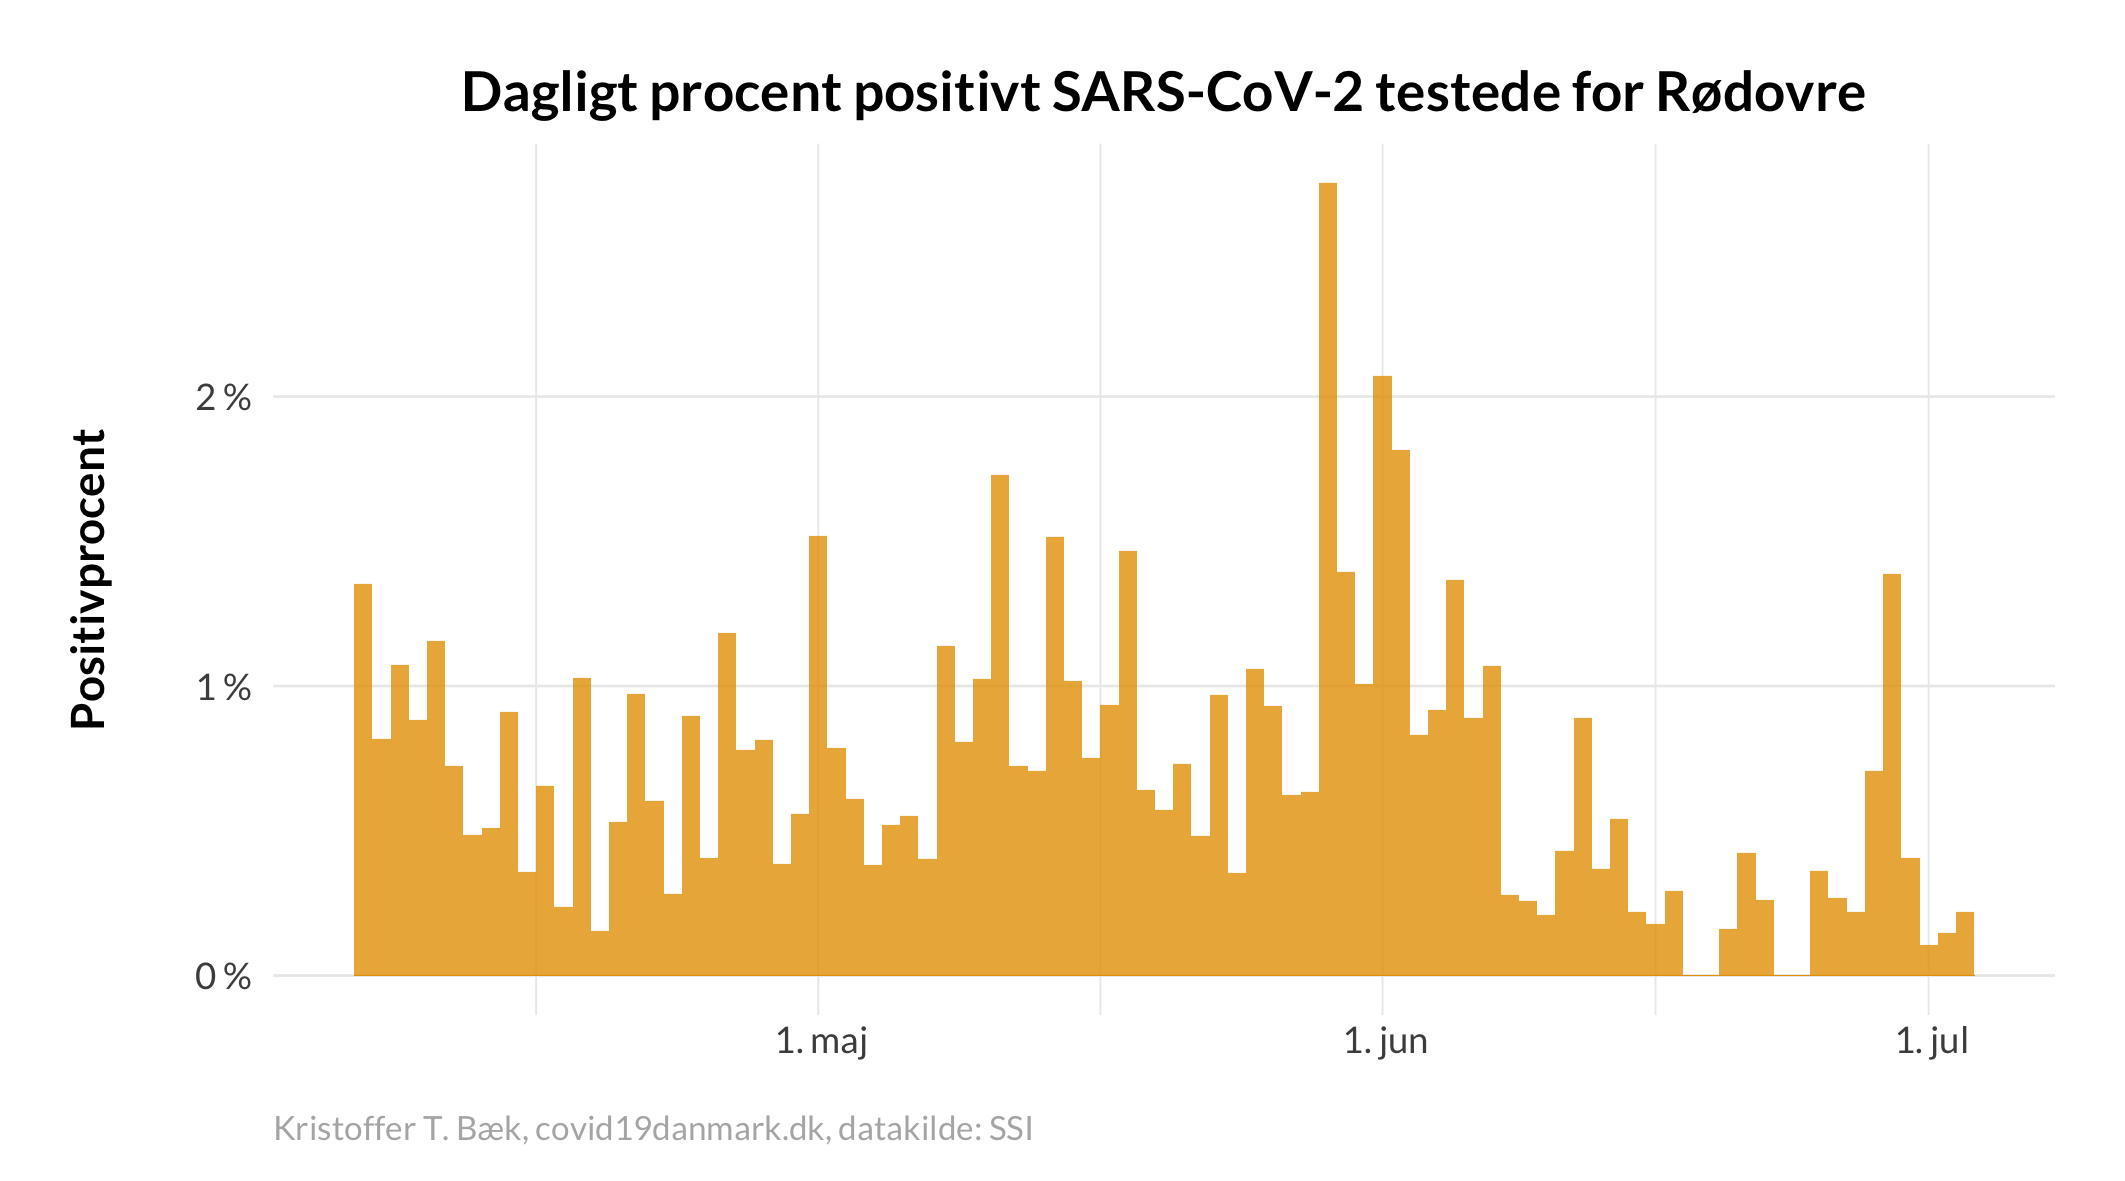 Dagligt procent positivt SARS-CoV-2 testede for Rødovre
Positivprocent
2 %
1 %
0 %
1. maj
1. jun
1. jul
Kristoffer T. Bæk, covid19danmark.dk, datakilde: SSI